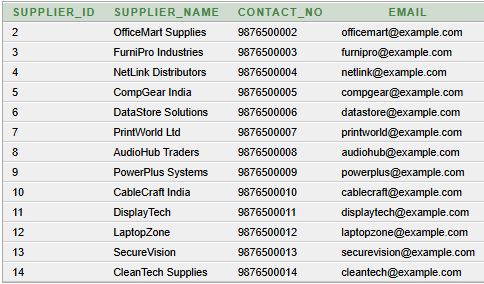 SUPPLIER_ID SUPPLIER_NAME CONTACT_NO EMAIL
2 OfficeMart Supplies 9876500002 officemart@example.com
3 FurniPro Industries 9876500003 furnipro@example.com
4 NetLink Distributors 9876500004 netlink@example.com
5 CompGear India 9876500005 compgear@example.com
6 DataStore Solutions 9876500006 datastore@example.com
7 PrintWorld Ltd 9876500007 printworld@example.com
8 AudioHub Traders 9876500008 audiohub@example.com
9 PowerPlus Systems 9876500009 powerplus@example.com
10 CableCraft India 9876500010 cablecraft@example.com
11 DisplayTech 9876500011 displaytech@example.com
12 LaptopZone 9876500012 laptopzone@example.com
13 SecureVision 9876500013 securevision@example.com
14 CleanTech Supplies 9876500014 cleantech@example.com